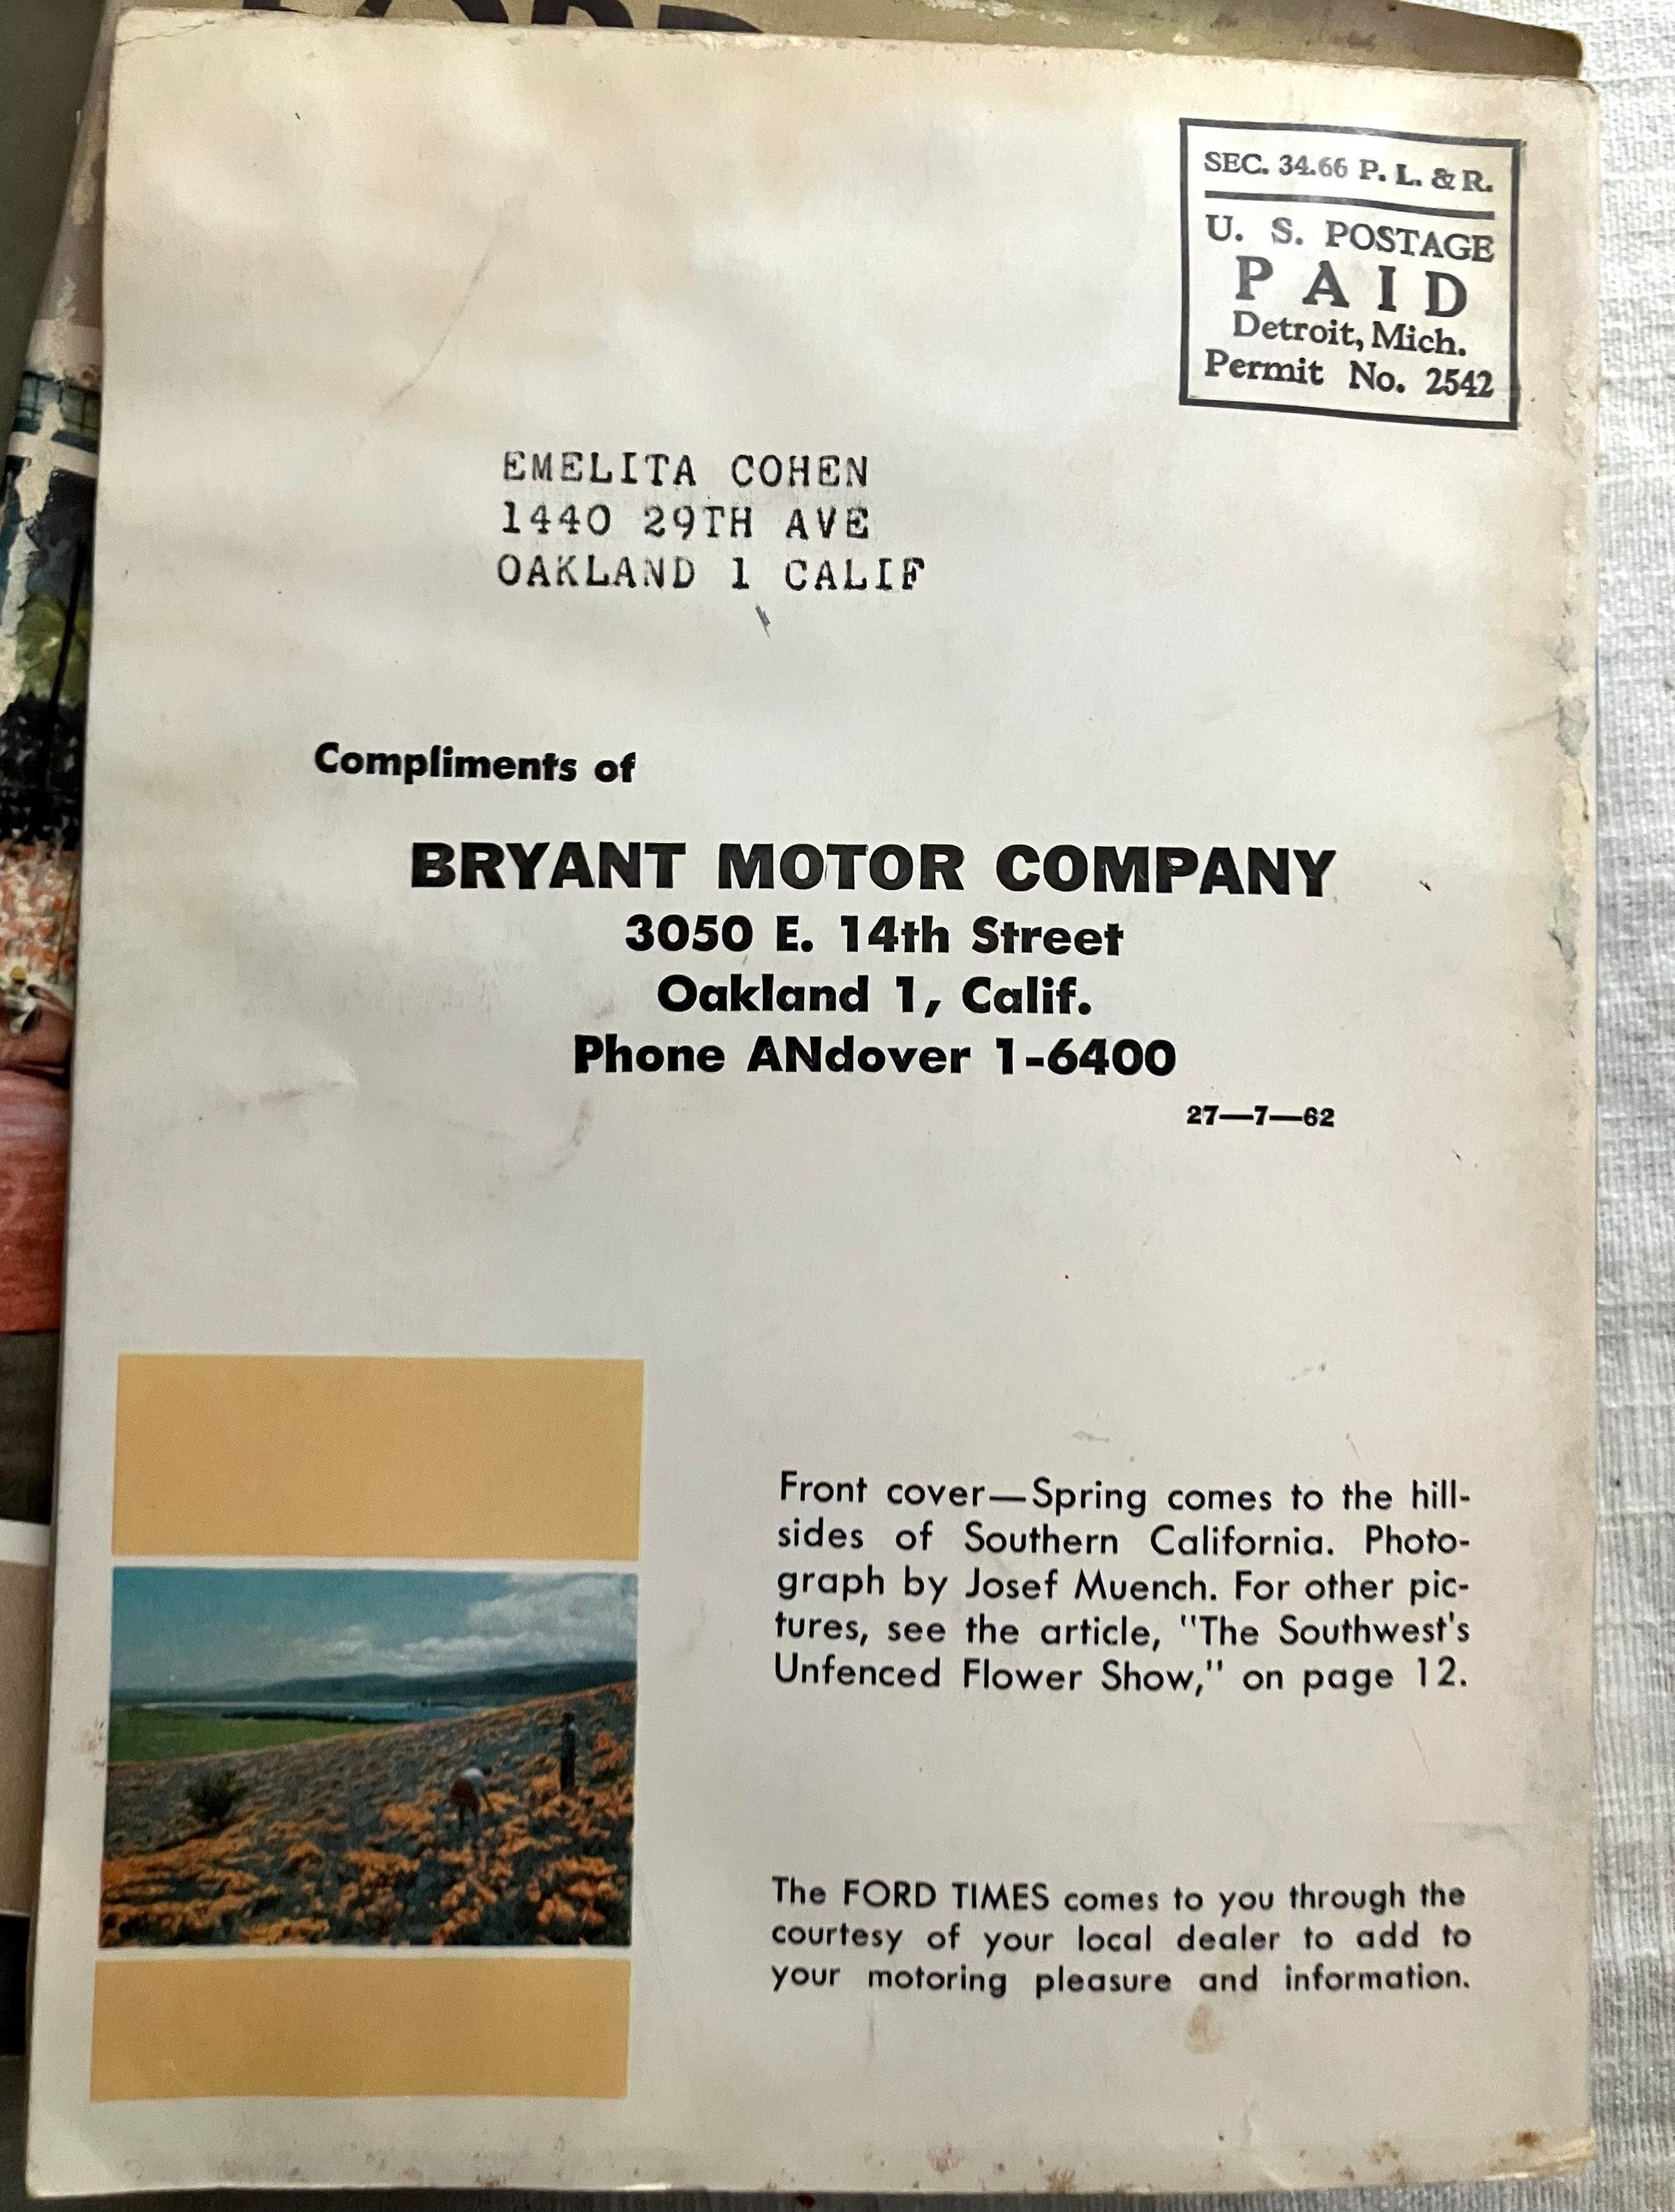 FORD
SEC. 34.66 P. L. & R.
U. S. POSTAGE
PAID
Detroit, Mich.
Permit No. 2542
EMELITA COHEN
1440 29TH AVE
OAKLAND 1 CALIF
Compliments of
BRYANT MOTOR COMPANY
3050 E. 14th Street
Oakland 1, Calif.
Phone ANdover 1-6400
27—7—62
Front cover—Spring comes to the hill-
sides of Southern California. Photo-
graph by Josef Muench. For other pic-
tures, see the article, "The Southwest's
Unfenced Flower Show," on page 12.
The FORD TIMES comes to you through the
courtesy of your local dealer to add to
your motoring pleasure and information.